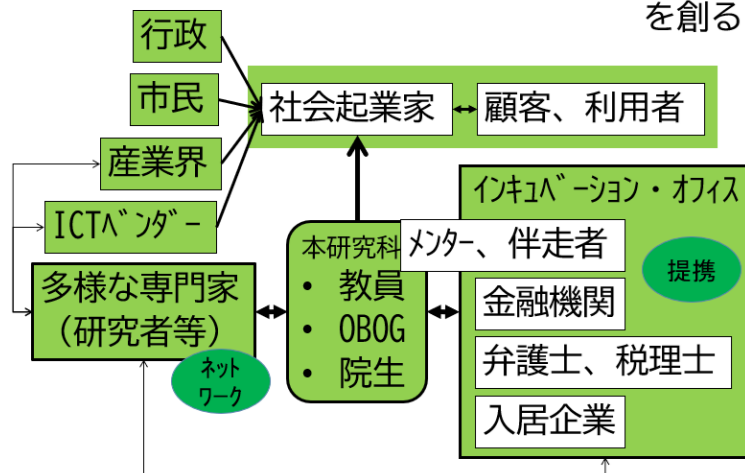 を創る
行政
市民
産業界
ICTﾍﾞﾝﾀﾞｰ
社会起業家
顧客、利用者
多様な専門家
（研究者等）
ネット
ワーク
本研究科
• 教員
• OBOG
• 院生
ｲﾝｷｭﾍﾞｰｼｮﾝ・ｵﾌｨｽ
ﾒﾝﾀｰ、伴走者
提携
金融機関
弁護士、税理士
入居企業